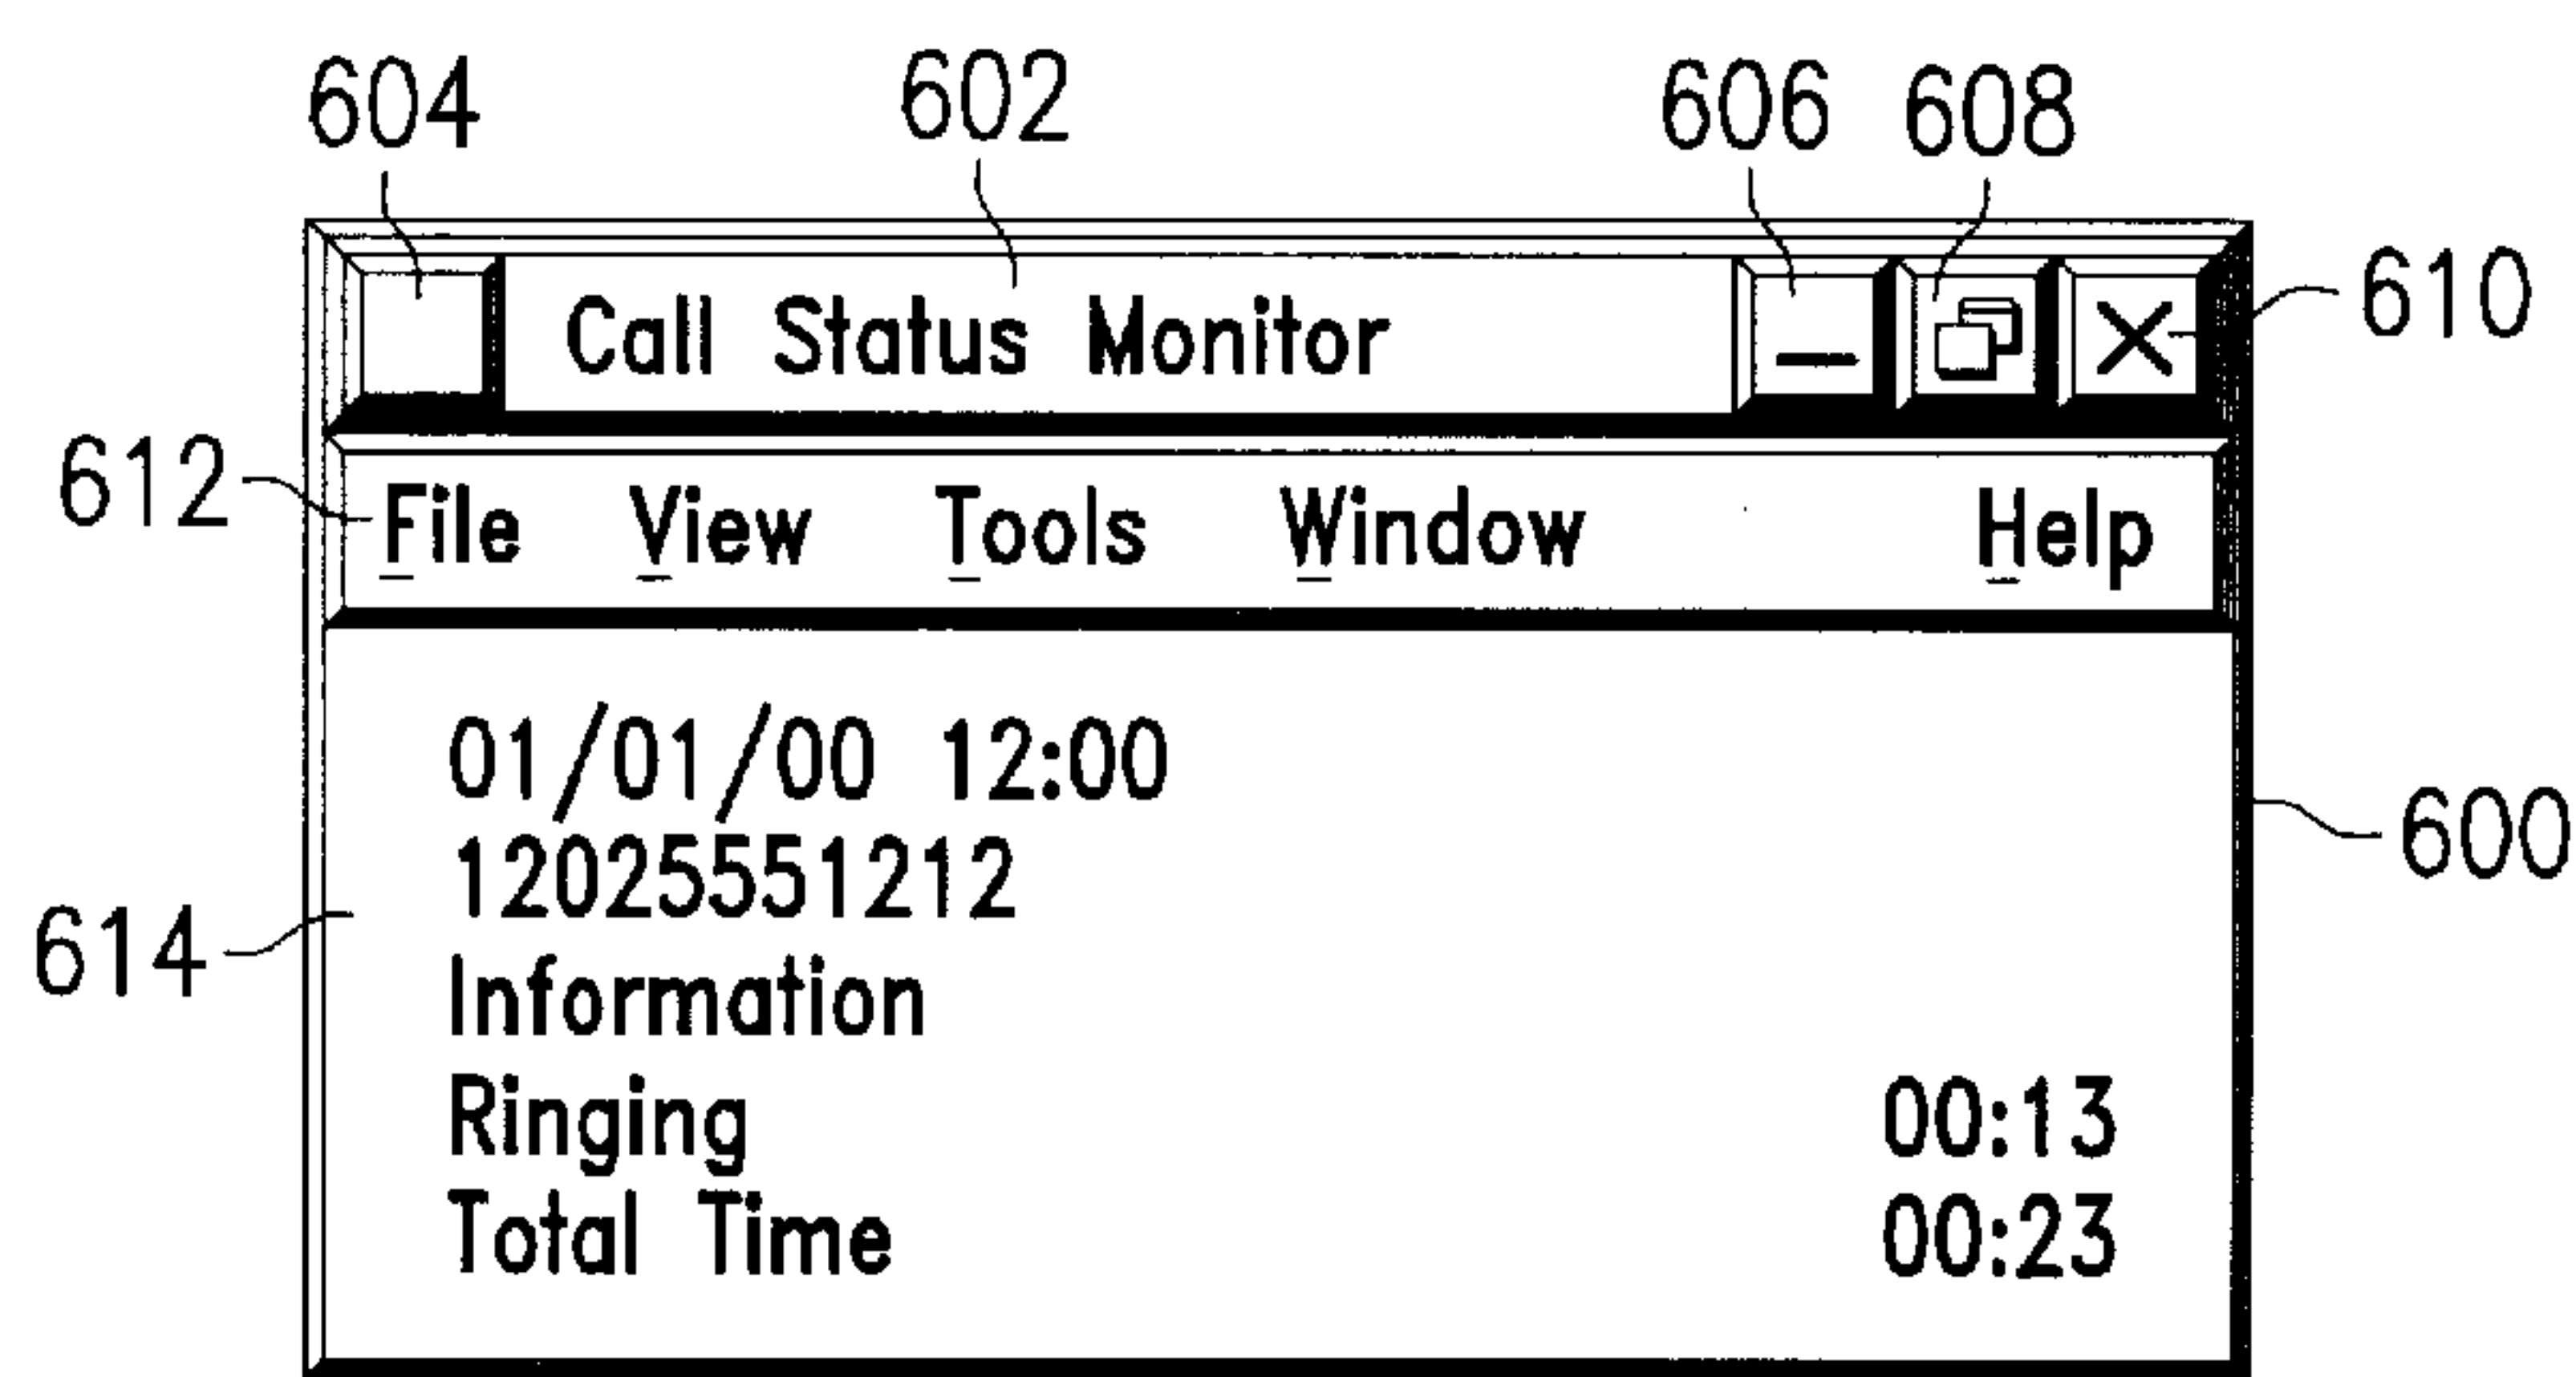 604 602 606 608
Call Status Monitor 610
612 File View Tools Window Help
01/01/00 12:00
600
12025551212
614
Information
Ringing 00:13
Total Time 00:23